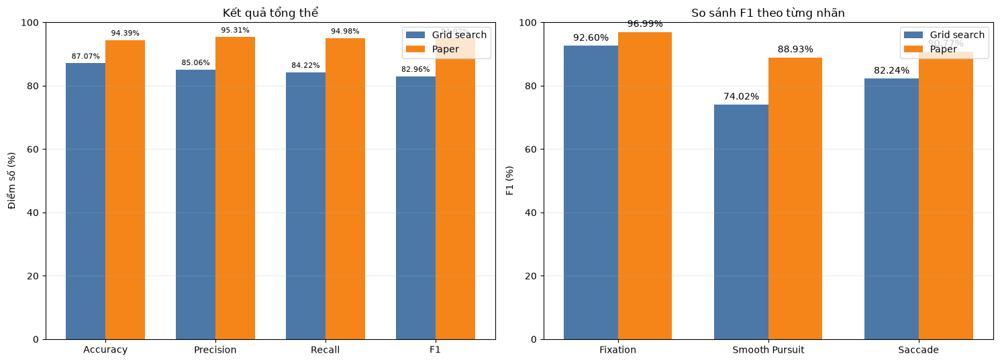 Kết quả tổng thể
Điểm số (%)
100
80
60
40
20
0
87.07%
94.39%
85.06%
95.31%
84.22%
94.98%
82.96%
Grid search
Paper
Accuracy
Precision
Recall
F1
So sánh F1 theo từng nhãn
F1 (%)
100
80
60
40
20
0
92.60%
96.99%
74.02%
88.93%
82.24%
90.77%
Grid search
Paper
Fixation
Smooth Pursuit
Saccade